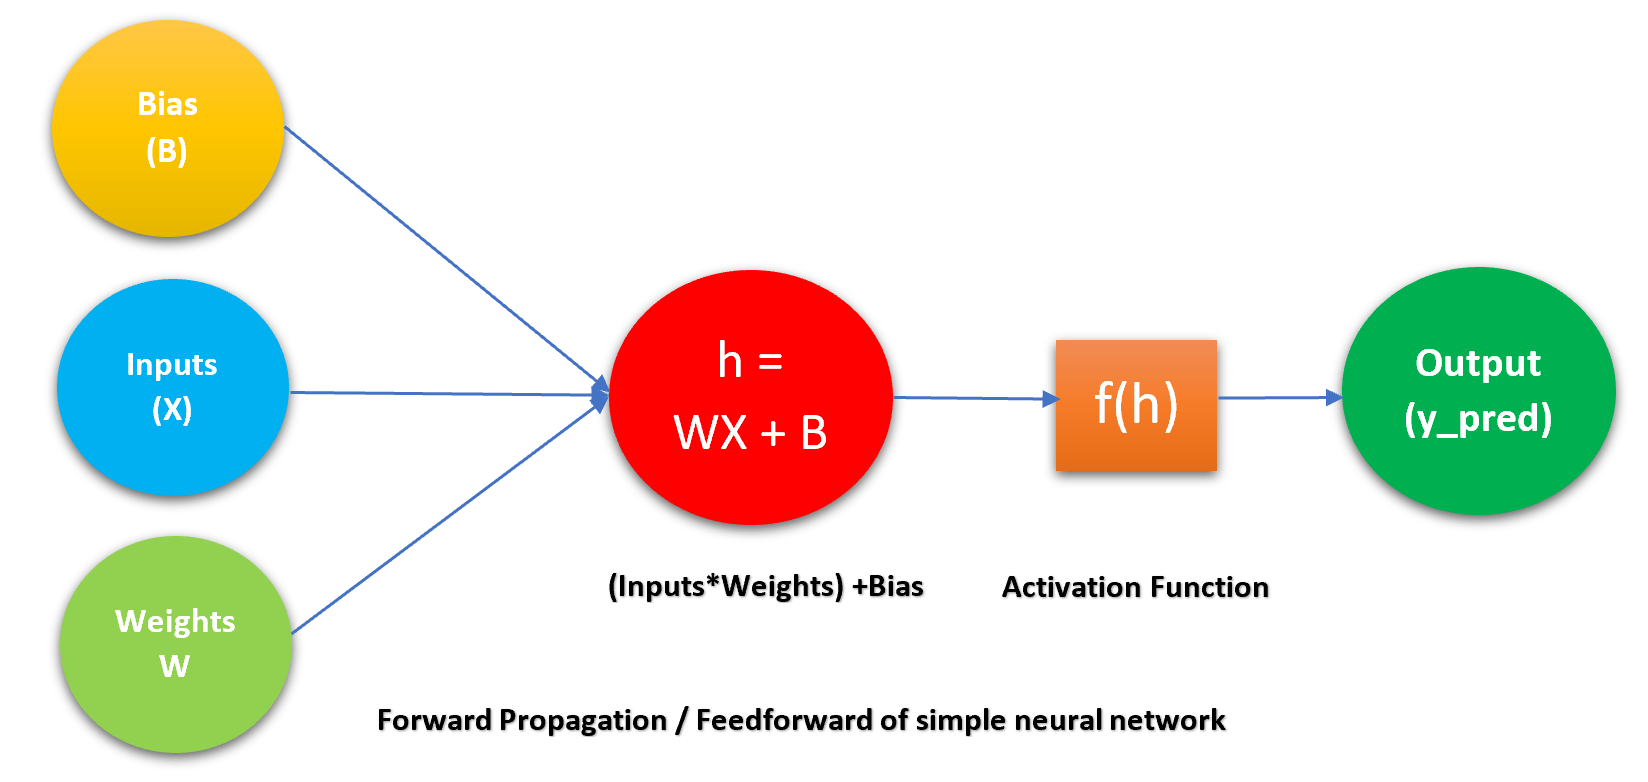 Bias
(B)
Inputs
(X)
Weights
W
h =
WX + B
(Inputs*Weights) +Bias
f(h)
Activation Function
Output
(y_pred)
Forward Propagation / Feedforward of simple neural network